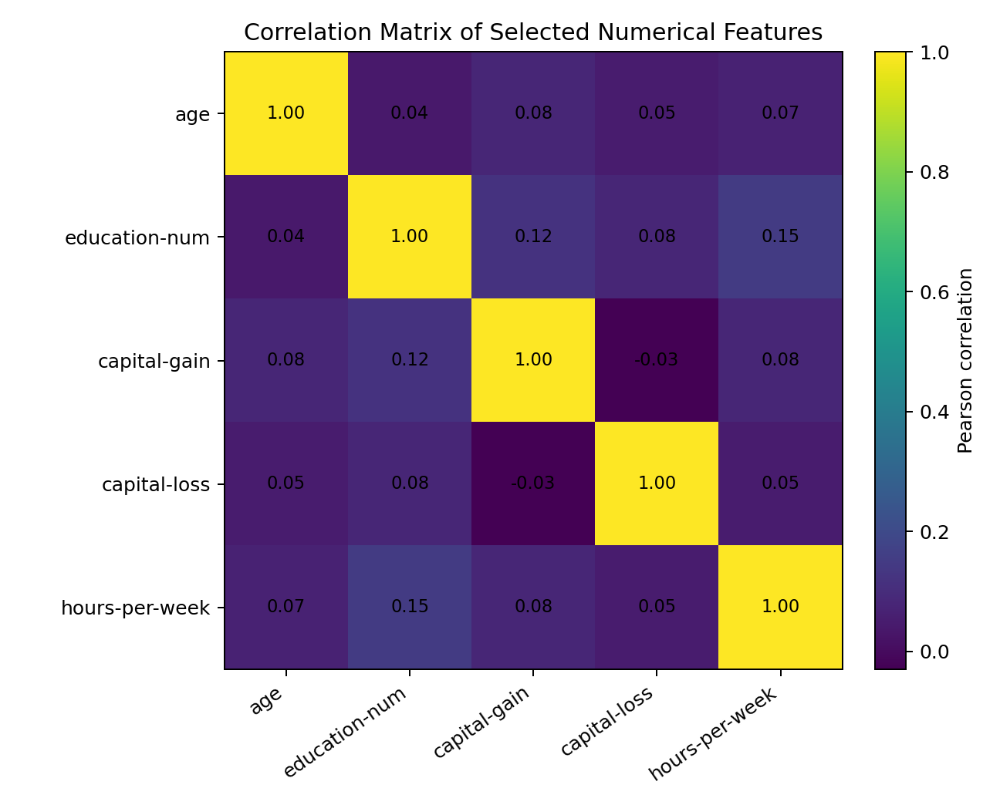 Correlation Matrix of Selected Numerical Features
age 1.00 0.04 0.08 0.05 0.07
education-num 0.04 1.00 0.12 0.08 0.15
capital-gain 0.08 0.12 1.00 -0.03 0.08
capital-loss 0.05 0.08 -0.03 1.00 0.05
hours-per-week 0.07 0.15 0.08 0.05 1.00
age education-num capital-gain capital-loss hours-per-week
1.0
0.8
0.6
0.4
0.2
0.0
Pearson correlation